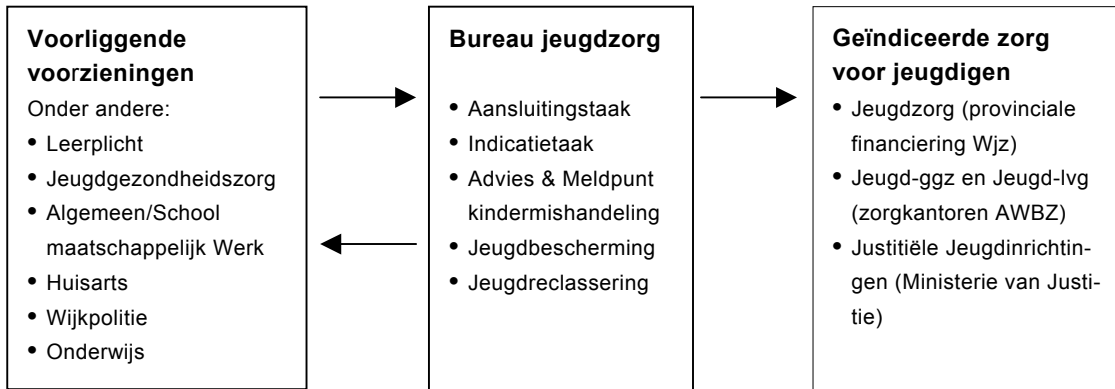 Voorliggende
voorzieningen
Onder andere:
• Leerplicht
• Jeugdgezondheidszorg
• Algemeen/School
maatschappelijk Werk
• Huisarts
• Wijkpolitie
• Onderwijs
Bureau jeugdzorg
• Aansluitingstaak
• Indicatietaak
• Advies & Meldpunt
kindermishandeling
• Jeugdbescherming
• Jeugdreclassering
Geïndiceerde zorg
voor jeugdigen
• Jeugdzorg (provinciale
financiering Wjz)
• Jeugd-ggz en Jeugd-lvg
(zorgkantoren AWBZ)
• Justitiële Jeugdinrichtin-
gen (Ministerie van Justi-
tie)